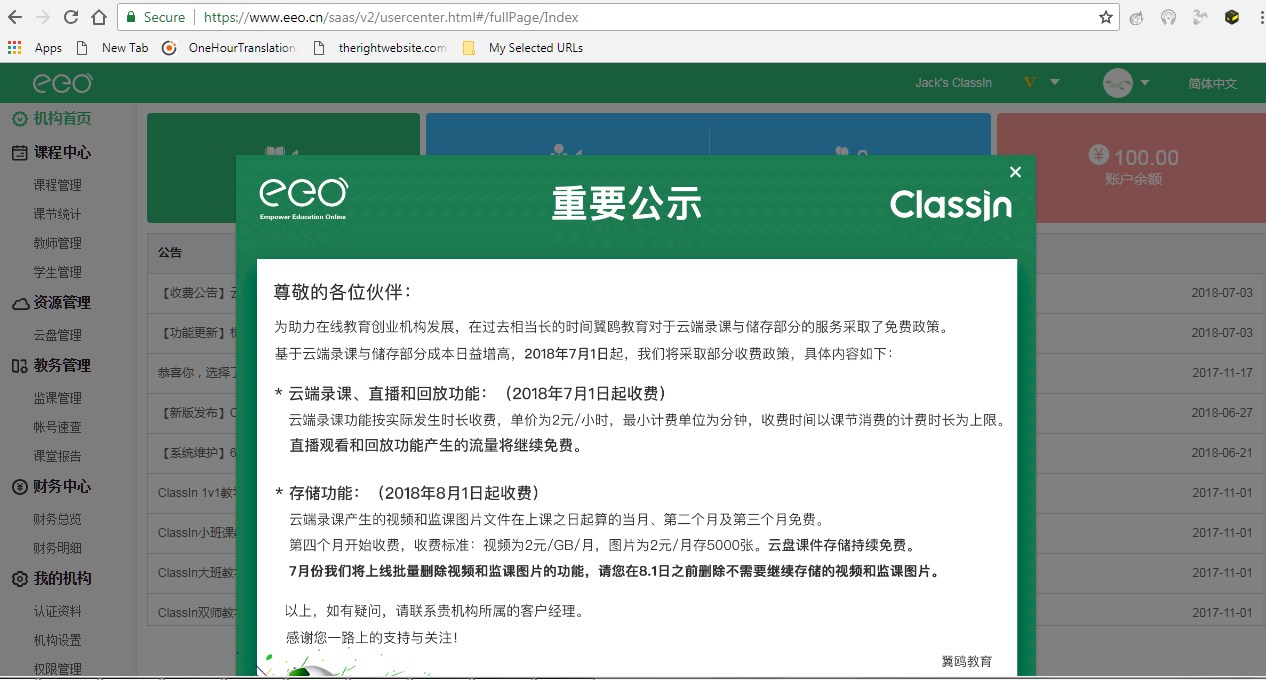 Secure https://www.eeo.cn/saas/v2/usercenter.html#/fullPage/Index
Apps New Tab OneHourTranslation therightwebsite.com My Selected URLs
eeo Jack's ClassIn V 简体中文
机构首页
课程中心
课程管理
课节统计
教师管理
学生管理
资源管理
云盘管理
教务管理
监课管理
帐号速查
课堂报告
财务中心
财务总览
财务明细
我的机构
认证资料
机构设置
权限管理
¥ 100.00
账户余额
公告
【收费公告】 2018-07-03
【功能更新】 2018-07-03
恭喜你，选择了 2017-11-17
【新版发布】C 2018-06-27
【系统维护】6 2018-06-21
ClassIn 1v1教 2017-11-01
ClassIn小班课 2017-11-01
ClassIn大班教 2017-11-01
ClassIn双师教 2017-11-01
eeo
Empower Education Online
重要公示
ClassIn
尊敬的各位伙伴：
为助力在线教育创业机构发展，在过去相当长的时间翼鸥教育对于云端录课与储存部分的服务采取了免费政策。
基于云端录课与储存部分成本日益增高，2018年7月1日起，我们将采取部分收费政策，具体内容如下：
* 云端录课、直播和回放功能：（2018年7月1日起收费）
云端录课功能按实际发生时长收费，单价为2元/小时，最小计费单位为分钟，收费时间以课节消费的计费时长为上限。
直播观看和回放功能产生的流量将继续免费。
* 存储功能：（2018年8月1日起收费）
云端录课产生的视频和监课图片文件在上课之日起算的当月、第二个月及第三个月免费。
第四个月开始收费，收费标准：视频为2元/GB/月，图片为2元/月存5000张。云盘课件存储持续免费。
7月份我们将上线批量删除视频和监课图片的功能，请您在8.1日之前删除不需要继续存储的视频和监课图片。
以上，如有疑问，请联系贵机构所属的客户经理。
感谢您一路上的支持与关注！
翼鸥教育